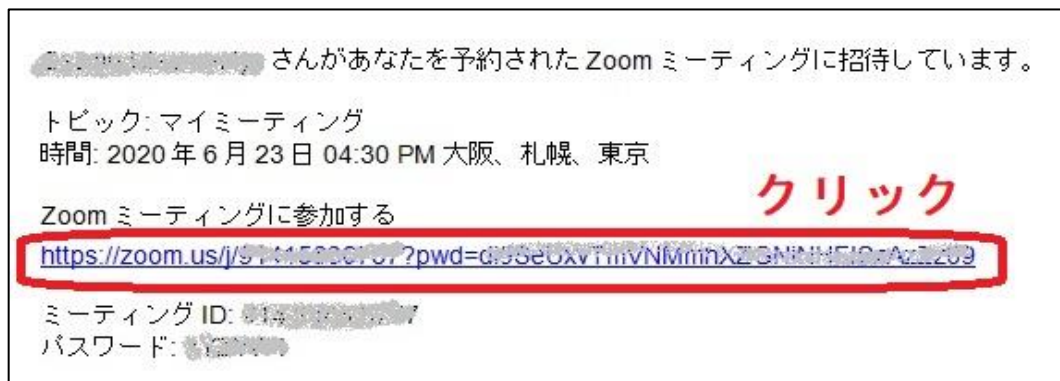 さんがあなたを予約された Zoom ミーティングに招待しています。
トピック: マイミーティング
時間: 2020 年 6 月 23 日 04:30 PM 大阪、札幌、東京
クリック
Zoom ミーティングに参加する
https://zoom.us/j/
ミーティング ID:
パスワード: